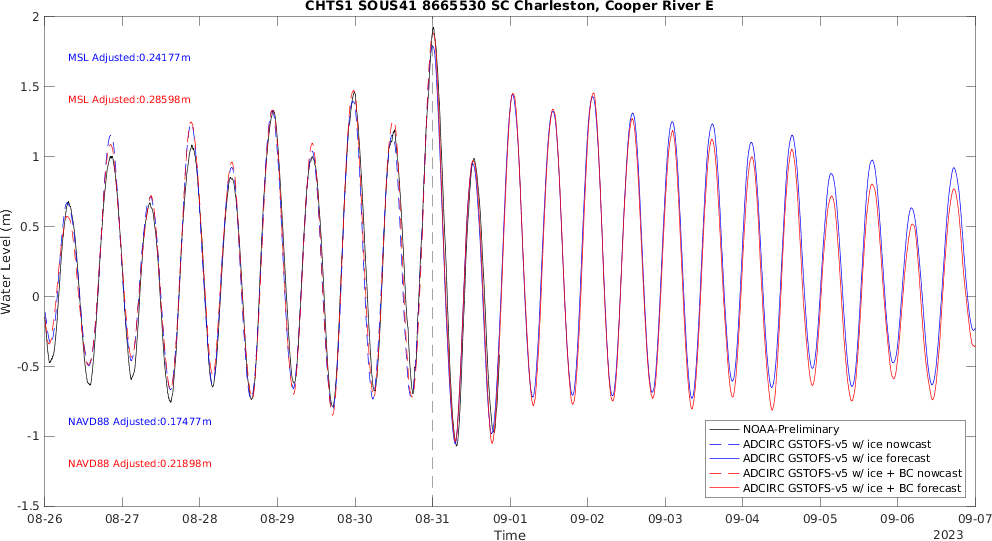 CHTS1 SOUS41 8665530 SC Charleston, Cooper River E
2
1.5
1
0.5
0
-0.5
-1
-1.5
Water Level (m)
MSL Adjusted:0.24177m
MSL Adjusted:0.28598m
NAVD88 Adjusted:0.17477m
NAVD88 Adjusted:0.21898m
NOAA-Preliminary
ADCIRC GSTOFS-v5 w/ ice nowcast
ADCIRC GSTOFS-v5 w/ ice forecast
ADCIRC GSTOFS-v5 w/ ice + BC nowcast
ADCIRC GSTOFS-v5 w/ ice + BC forecast
08-26 08-27 08-28 08-29 08-30 08-31 09-01 09-02 09-03 09-04 09-05 09-06 09-07
Time
2023